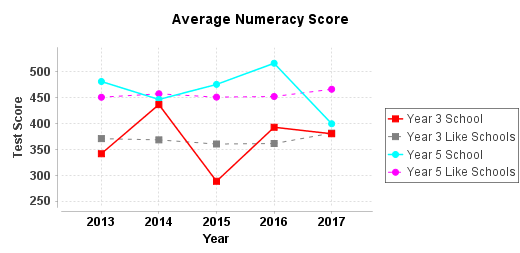 Average Numeracy Score
Test Score
500
450
400
350
300
250
2013 2014 2015 2016 2017
Year
Year 3 School
Year 3 Like Schools
Year 5 School
Year 5 Like Schools